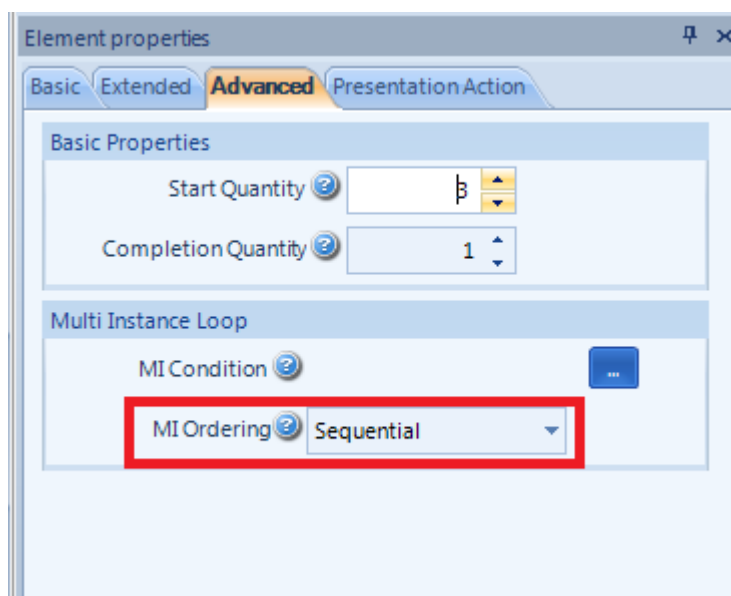 Element properties
Basic Extended Advanced Presentation Action
Basic Properties
Start Quantity ? 3
Completion Quantity ? 1
Multi Instance Loop
MI Condition ? ...
MI Ordering ? Sequential